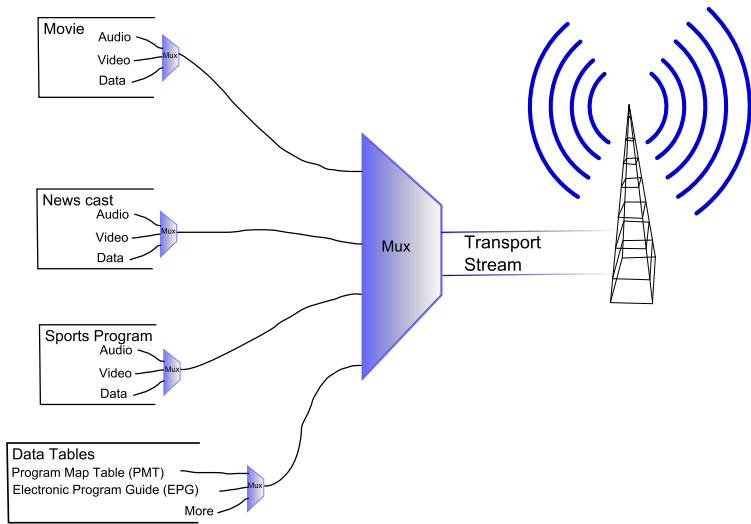 Movie
Audio
Video
Data
Mux
News cast
Audio
Video
Data
Mux
Sports Program
Audio
Video
Data
Mux
Data Tables
Program Map Table (PMT)
Electronic Program Guide (EPG)
More
Mux
Mux
Transport
Stream